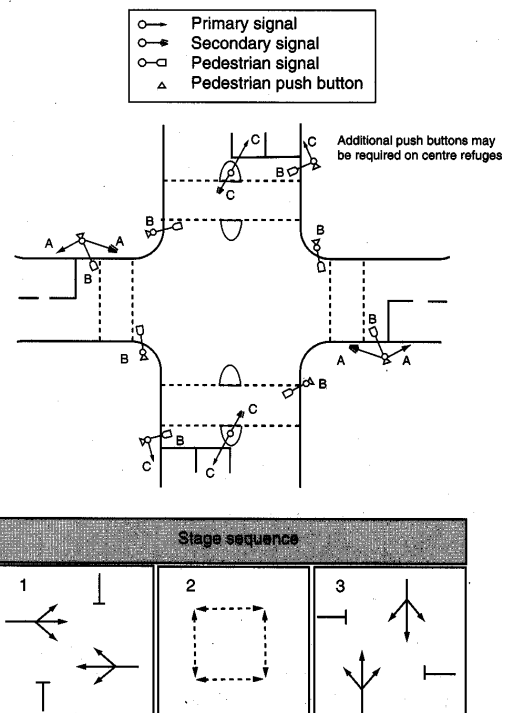 Primary signal
Secondary signal
Pedestrian signal
Pedestrian push button
Additional push buttons may
be required on centre refuges
C
C
B
C
B
B
A
A
B
B
B
A
A
B
C
B
C
C
Stage sequence
1
2
3